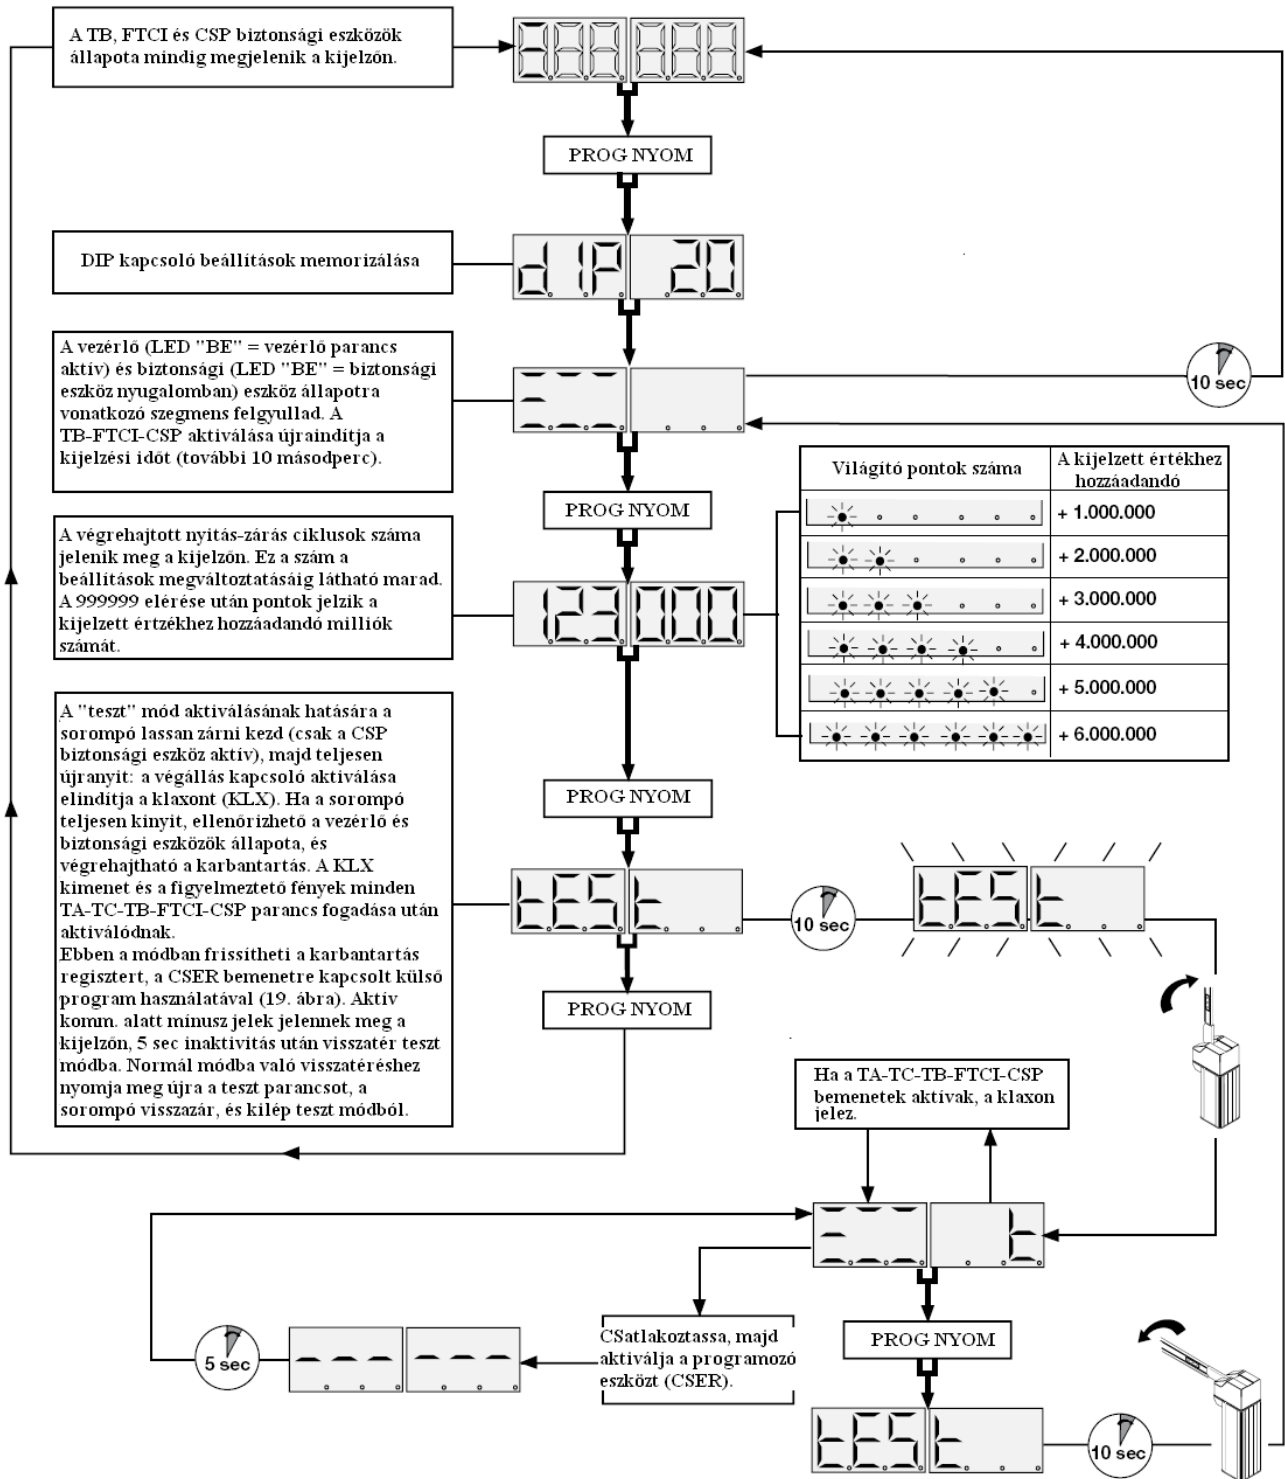 A TB, FTCI és CSP biztonsági eszközök
állapota mindig megjelenik a kijelzőn.
PROG NYOM
DIP kapcsoló beállítások memorizálása
dIP 20
A vezérlő (LED "BE" = vezérlő parancs
aktív) és biztonsági (LED "BE" = biztonsági
eszköz nyugalomban) eszköz állapotra
vonatkozó szegmens felgyullad. A
TB-FTCI-CSP aktiválása újraindítja a
kijelzési időt (további 10 másodperc).
10 sec
PROG NYOM
Világító pontok száma
A kijelzett értékhez
hozzáadandó
+ 1.000.000
+ 2.000.000
+ 3.000.000
+ 4.000.000
+ 5.000.000
+ 6.000.000
A végrehajtott nyitás-zárás ciklusok száma
jelenik meg a kijelzőn. Ez a szám a
beállítások megváltoztatásáig látható marad.
A 999999 elérése után pontok jelzik a
kijelzett értzékhez hozzáadandó milliók
számát.
123000
PROG NYOM
A "teszt" mód aktiválásának hatására a
sorompó lassan zárni kezd (csak a CSP
biztonsági eszköz aktív), majd teljesen
újranyit: a végállás kapcsoló aktiválása
elindítja a klaxont (KLX). Ha a sorompó
teljesen kinyit, ellenőrizhető a vezérlő és
biztonsági eszközök állapota, és
végrehajtható a karbantartás. A KLX
kimenet és a figyelmeztető fények minden
TA-TC-TB-FTCI-CSP parancs fogadása után
aktiválódnak.
Ebben a módban frissítheti a karbantartás
regisztert, a CSER bemenetre kapcsolt külső
program használatával (19. ábra). Aktív
komm. alatt mínusz jelek jelennek meg a
kijelzőn, 5 sec inaktivitás után visszatér teszt
módba. Normál módba való visszatéréshez
nyomja meg újra a teszt parancsot, a
sorompó visszazár, és kilép teszt módból.
tESt
10 sec
tESt
PROG NYOM
Ha a TA-TC-TB-FTCI-CSP
bemenetek aktívak, a klaxon
jelez.
t
CSatlakoztassa, majd
aktiválja a programozó
eszközt (CSER).
5 sec
--- ---
PROG NYOM
tESt
10 sec